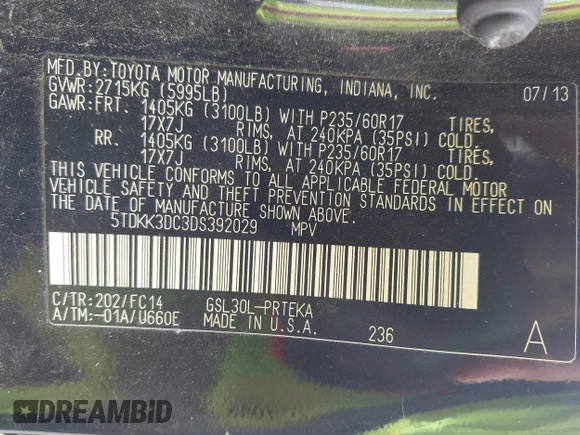 MFD.BY:TOYOTA MOTOR MANUFACTURING, INDIANA, INC.
GVWR:2715KG (5995LB) 07/13
GAWR:FRT. 1405KG (3100LB) WITH P235/60R17 TIRES,
17X7J RIMS, AT 240KPA (35PSI) COLD.
RR. 1405KG (3100LB) WITH P235/60R17 TIRES,
17X7J RIMS, AT 240KPA (35PSI) COLD.
THIS VEHICLE CONFORMS TO ALL APPLICABLE FEDERAL MOTOR
VEHICLE SAFETY AND THEFT PREVENTION STANDARDS IN EFFECT ON
THE DATE OF MANUFACTURE SHOWN ABOVE.
5TDKK3DC3DS392029 MPV
C/TR:202/FC14 GSL30L-PRTEKA
A/TM:-01A/U660E MADE IN U.S.A. 236 A
DREAMBID